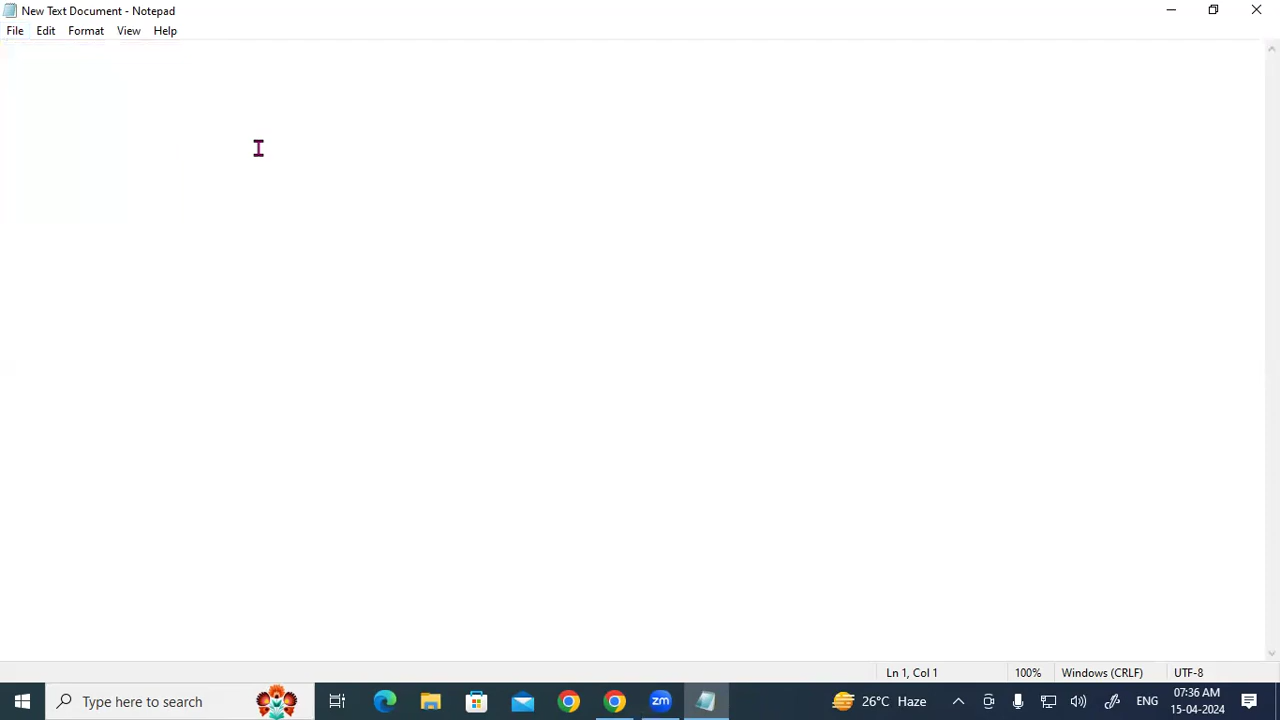 New Text Document - Notepad
File Edit Format View Help
Ln 1, Col 1 100% Windows (CRLF) UTF-8
Type here to search zm 26°C Haze ENG 07:36 AM
15-04-2024